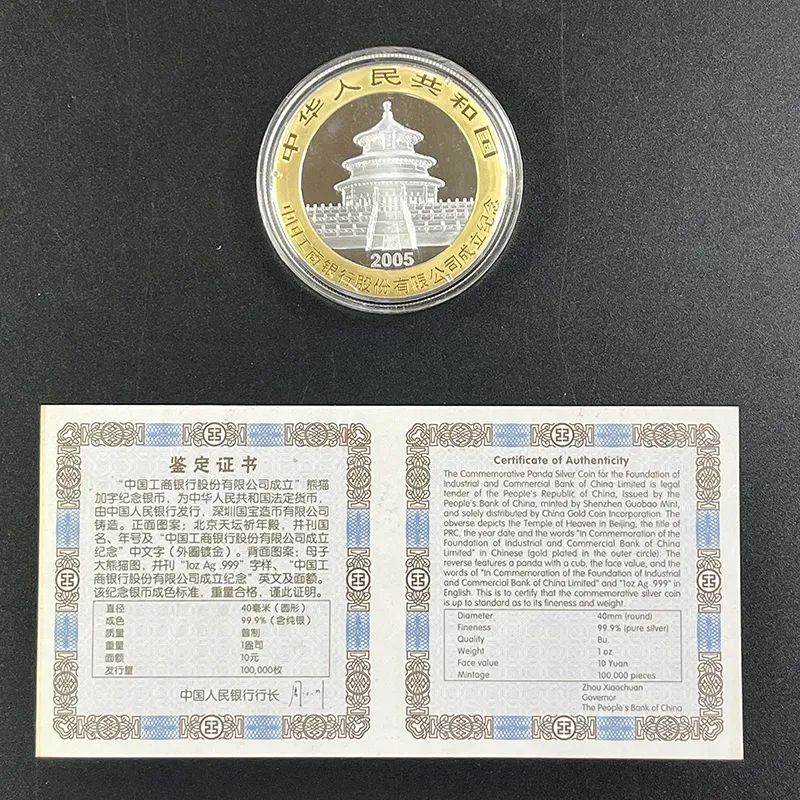 中华人民共和国
2005
中国工商银行股份有限公司成立纪念
鉴定证书
“中国工商银行股份有限公司成立”熊猫
加字纪念银币，为中华人民共和国法定货币，
由中国人民银行发行，深圳国宝造币有限公司
铸造。正面图案：北京天坛祈年殿，并刊国
名、年号及“中国工商银行股份有限公司成立
纪念”中文字（外圈镀金）。背面图案：母子
大熊猫图，并刊“1oz Ag .999”字样、“中国工
商银行股份有限公司成立纪念”英文及面额。
该纪念银币成色标准，重量合格，谨此证明。
直径 40毫米（圆形）
成色 99.9%（含纯银）
质量 普制
重量 1盎司
面额 10元
发行量 100,000枚
中国人民银行行长
Certificate of Authenticity
The Commemorative Panda Silver Coin for the Foundation of
Industrial and Commercial Bank of China Limited is legal
tender of the People's Republic of China, issued by the
People's Bank of China, minted by Shenzhen Guobao Mint,
and solely distributed by China Gold Coin Incorporation. The
obverse depicts the Temple of Heaven in Beijing, the title of
PRC, the year date and the words "In Commemoration of the
Foundation of Industrial and Commercial Bank of China
Limited" in Chinese (gold plated in the outer circle). The
reverse features a panda with a cub, the face value, and the
words of "In Commemoration of the Foundation of Industrial
and Commercial Bank of China Limited" and "1oz Ag .999" in
English. This is to certify that the commemorative silver coin
is up to standard as to its fineness and weight.
Diameter 40mm (round)
Fineness 99.9% (pure silver)
Quality Bu.
Weight 1 oz
Face value 10 Yuan
Mintage 100,000 pieces
Zhou Xiaochuan
Governor
The People's Bank of China